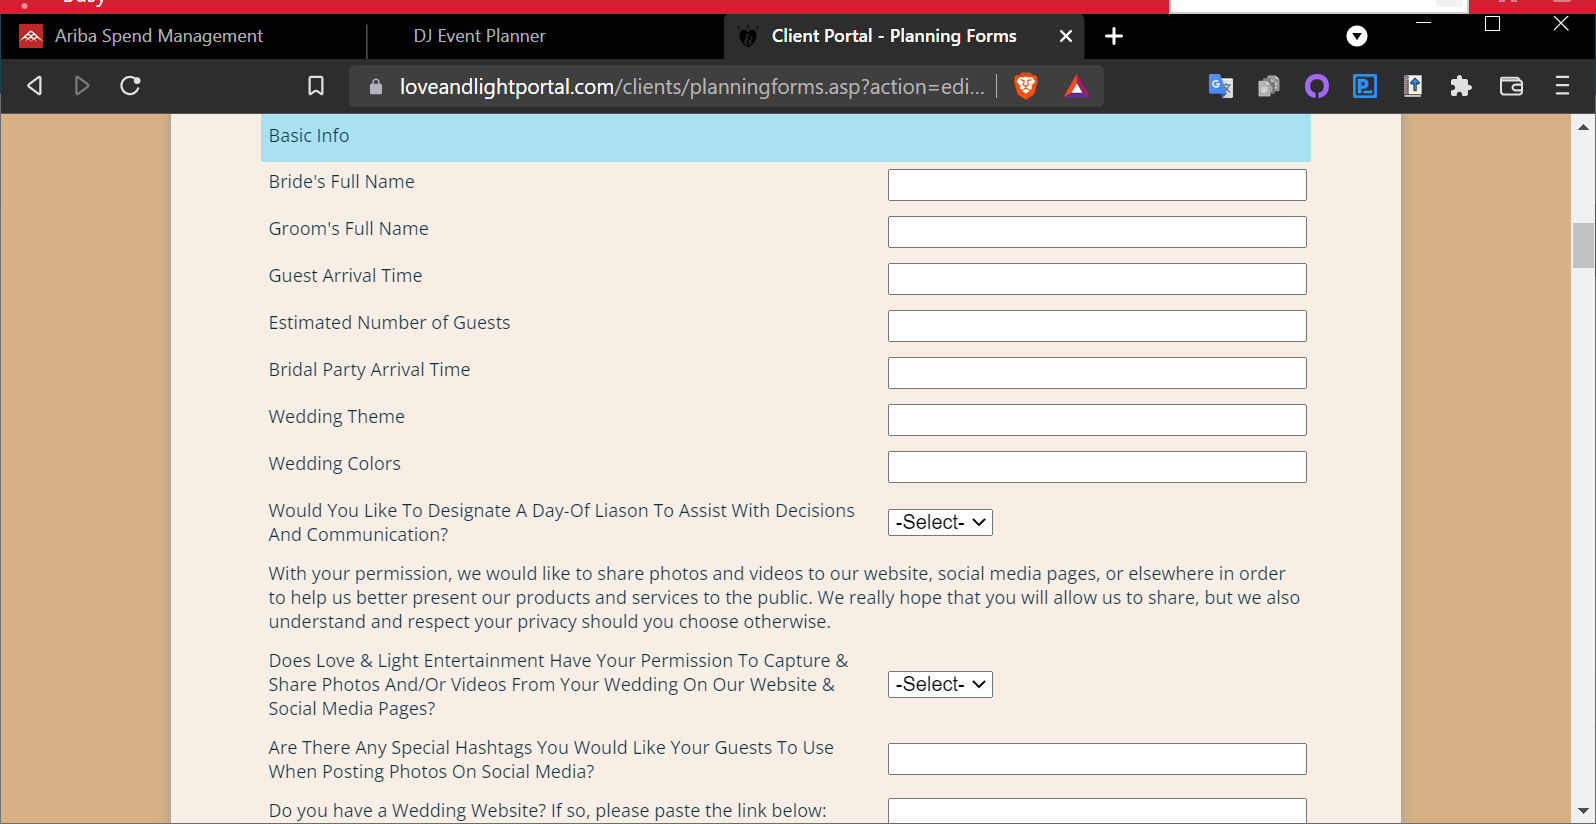 Ariba Spend Management
DJ Event Planner
Client Portal - Planning Forms
loveandlightportal.com/clients/planningforms.asp?action=edi...
Basic Info
Bride's Full Name
Groom's Full Name
Guest Arrival Time
Estimated Number of Guests
Bridal Party Arrival Time
Wedding Theme
Wedding Colors
Would You Like To Designate A Day-Of Liason To Assist With Decisions
And Communication?
-Select-
With your permission, we would like to share photos and videos to our website, social media pages, or elsewhere in order
to help us better present our products and services to the public. We really hope that you will allow us to share, but we also
understand and respect your privacy should you choose otherwise.
Does Love & Light Entertainment Have Your Permission To Capture &
Share Photos And/Or Videos From Your Wedding On Our Website &
Social Media Pages?
-Select-
Are There Any Special Hashtags You Would Like Your Guests To Use
When Posting Photos On Social Media?
Do you have a Wedding Website? If so, please paste the link below: